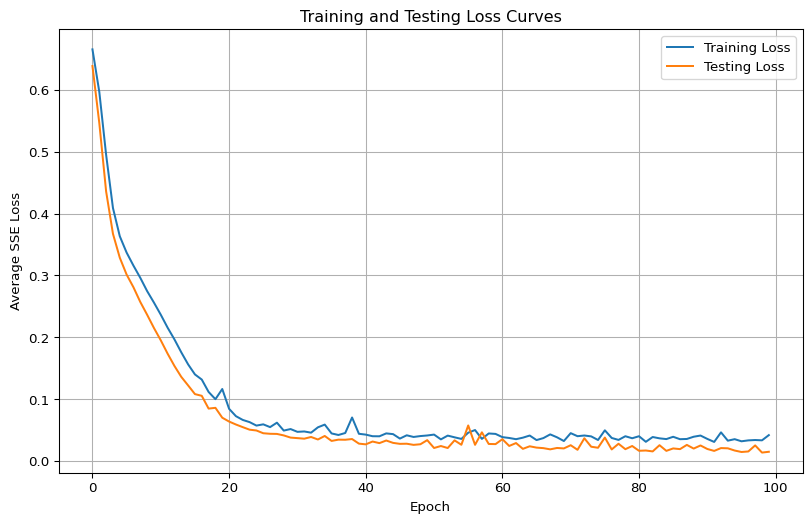 Training and Testing Loss Curves
Training Loss
Testing Loss
Average SSE Loss
0.6
0.5
0.4
0.3
0.2
0.1
0.0
0 20 40 60 80 100
Epoch